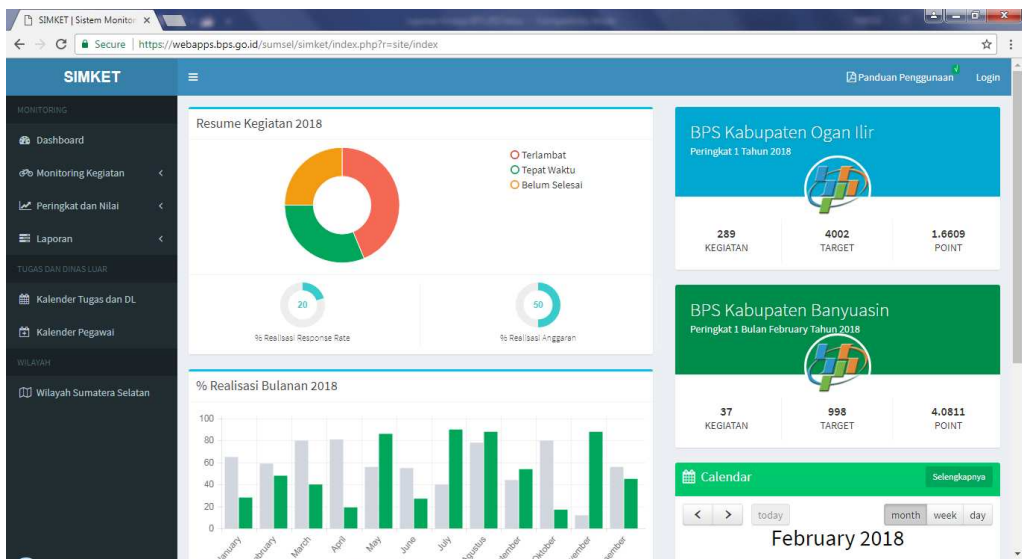 SIMKET | Sistem Monitor
Secure | https://webapps.bps.go.id/sumsel/simket/index.php?r=site/index
SIMKET
Panduan Penggunaan
Login
MONITORING
Dashboard
Monitoring Kegiatan
Peringkat dan Nilai
Laporan
TUGAS DAN DINAS LUAR
Kalender Tugas dan DL
Kalender Pegawai
WILAYAH
Wilayah Sumatera Selatan
Resume Kegiatan 2018
Terlambat
Tepat Waktu
Belum Selesai
20
% Realisasi Response Rate
50
% Realisasi Anggaran
% Realisasi Bulanan 2018
100
80
60
40
20
0
January
February
March
April
May
June
July
Agustus
September
Oktober
BPS Kabupaten Ogan Ilir
Peringkat 1 Tahun 2018
289 4002 1.6609
KEGIATAN TARGET POINT
BPS Kabupaten Banyuasin
Peringkat 1 Bulan February Tahun 2018
37 998 4.0811
KEGIATAN TARGET POINT
Calendar
Selengkapnya
today
month week day
February 2018